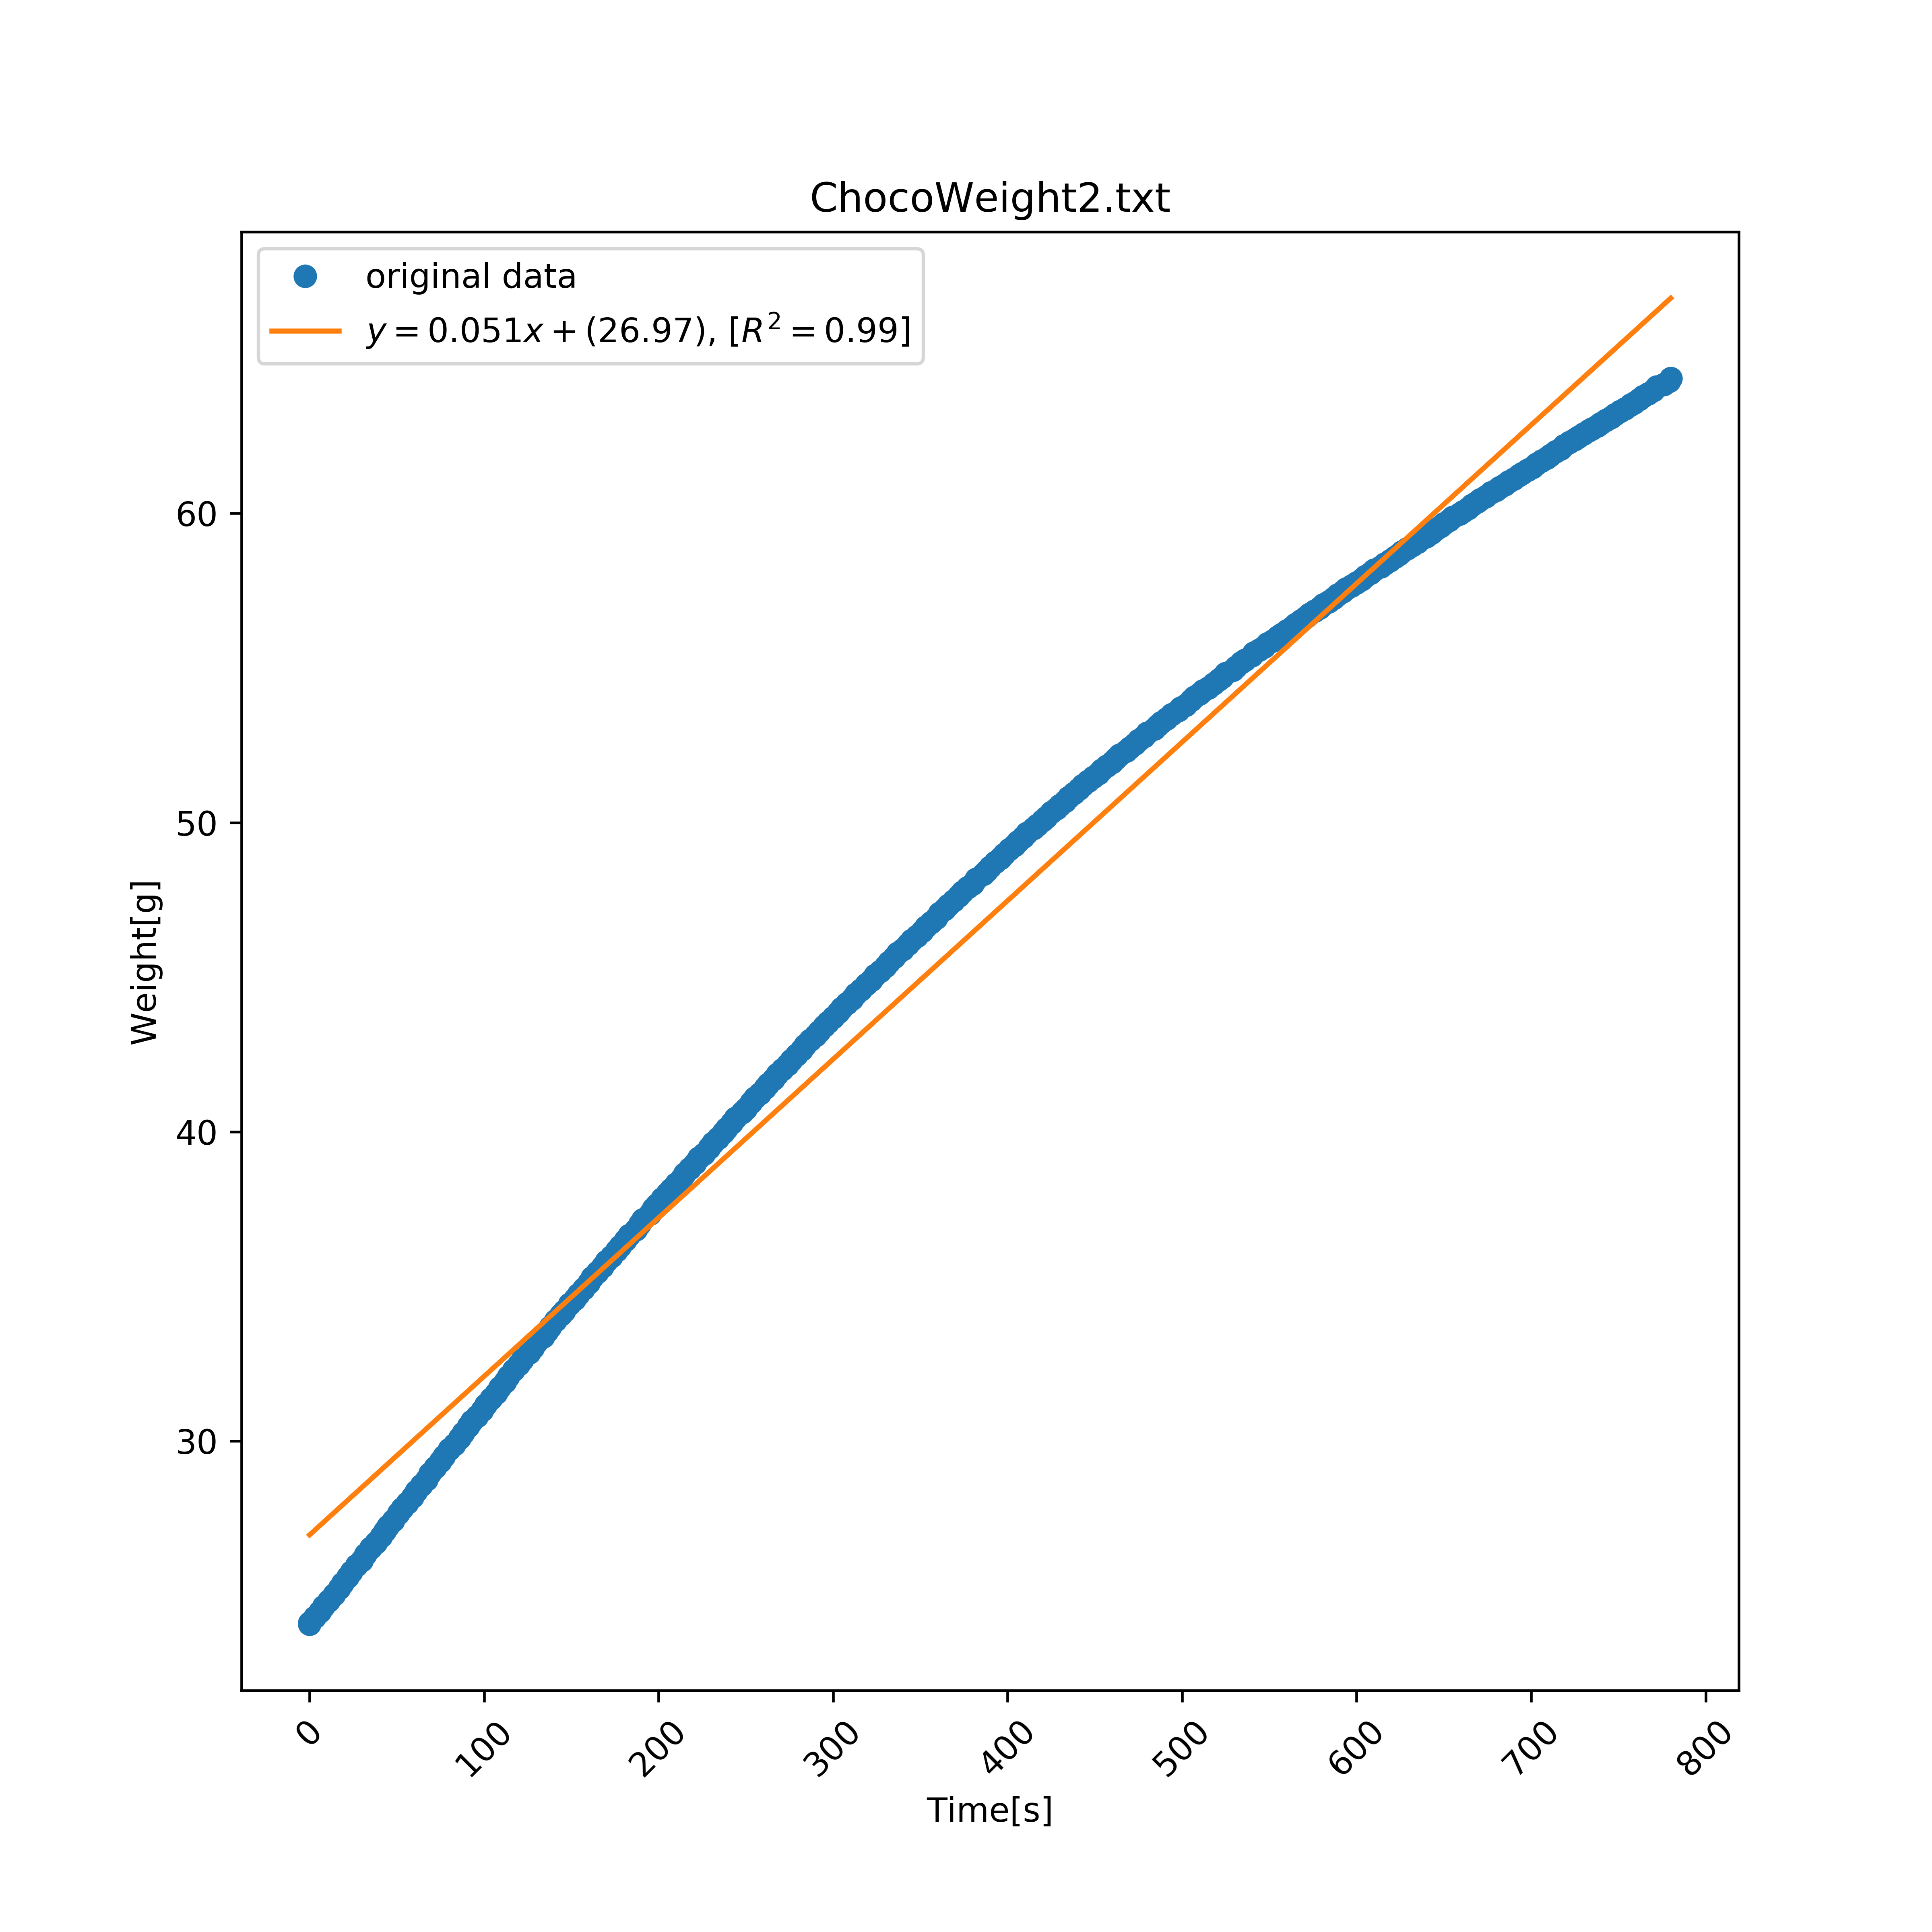 ChocoWeight2.txt
original data
y = 0.051x + (26.97), [R² = 0.99]
Weight[g]
60
50
40
30
0
100
200
300
400
500
600
700
800
Time[s]